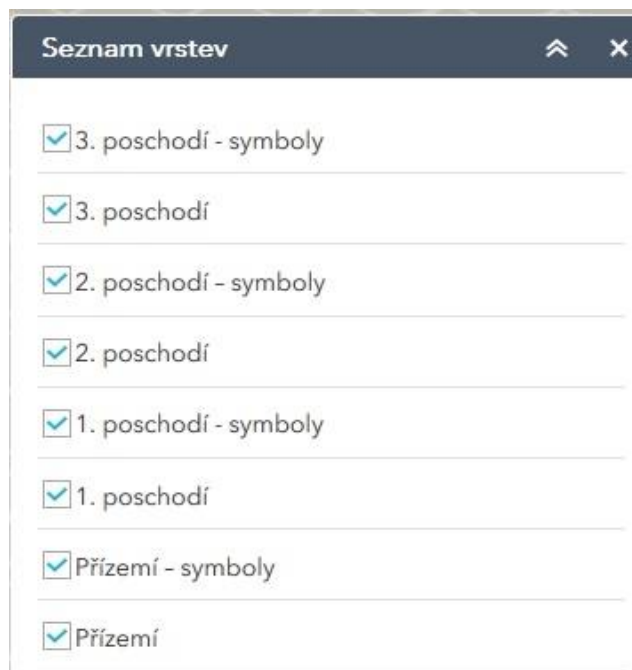 Seznam vrstev
3. poschodí - symboly
3. poschodí
2. poschodí – symboly
2. poschodí
1. poschodí - symboly
1. poschodí
Přízemí – symboly
Přízemí